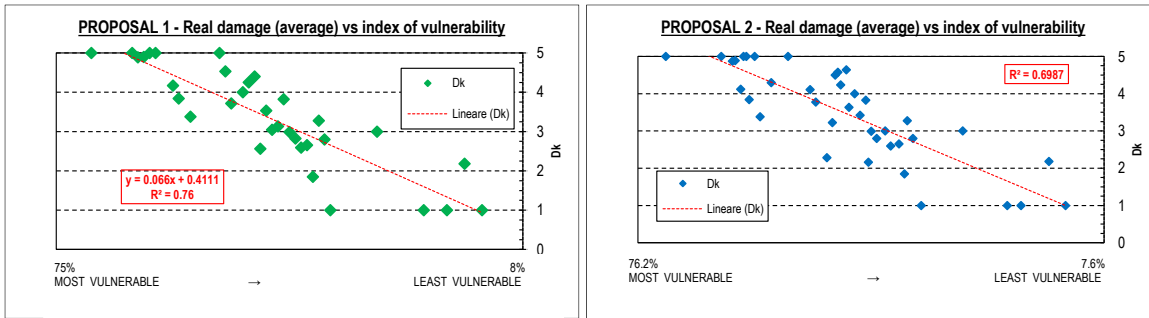 PROPOSAL 1 - Real damage (average) vs index of vulnerability
5
4
3
2
1
0
Dk
Dk
Lineare (Dk)
y = 0.066x + 0.4111
R² = 0.76
75%
8%
MOST VULNERABLE → LEAST VULNERABLE
PROPOSAL 2 - Real damage (average) vs index of vulnerability
5
4
3
2
1
0
Dk
R² = 0.6987
Dk
Lineare (Dk)
76.2%
7.6%
MOST VULNERABLE → LEAST VULNERABLE